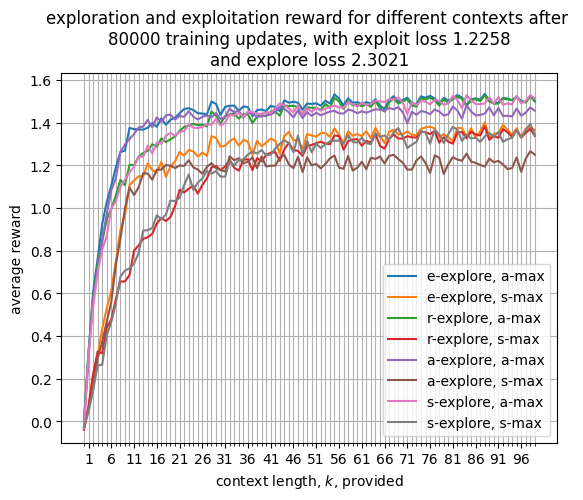 exploration and exploitation reward for different contexts after
80000 training updates, with exploit loss 1.2258
and explore loss 2.3021
1.6
1.4
1.2
1.0
0.8
0.6
0.4
0.2
0.0
average reward
e-explore, a-max
e-explore, s-max
r-explore, a-max
r-explore, s-max
a-explore, a-max
a-explore, s-max
s-explore, a-max
s-explore, s-max
1 6 11 16 21 26 31 36 41 46 51 56 61 66 71 76 81 86 91 96
context length, k, provided